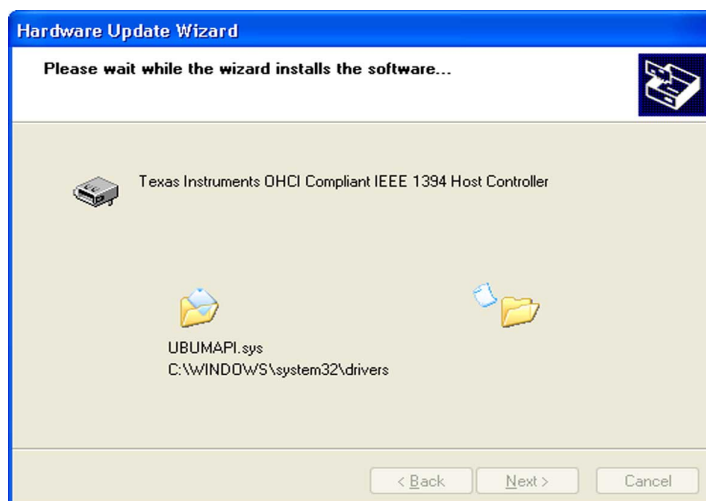 Hardware Update Wizard
Please wait while the wizard installs the software...
Texas Instruments OHCI Compliant IEEE 1394 Host Controller
UBUMAPI.sys
C:\WINDOWS\system32\drivers
< Back Next > Cancel